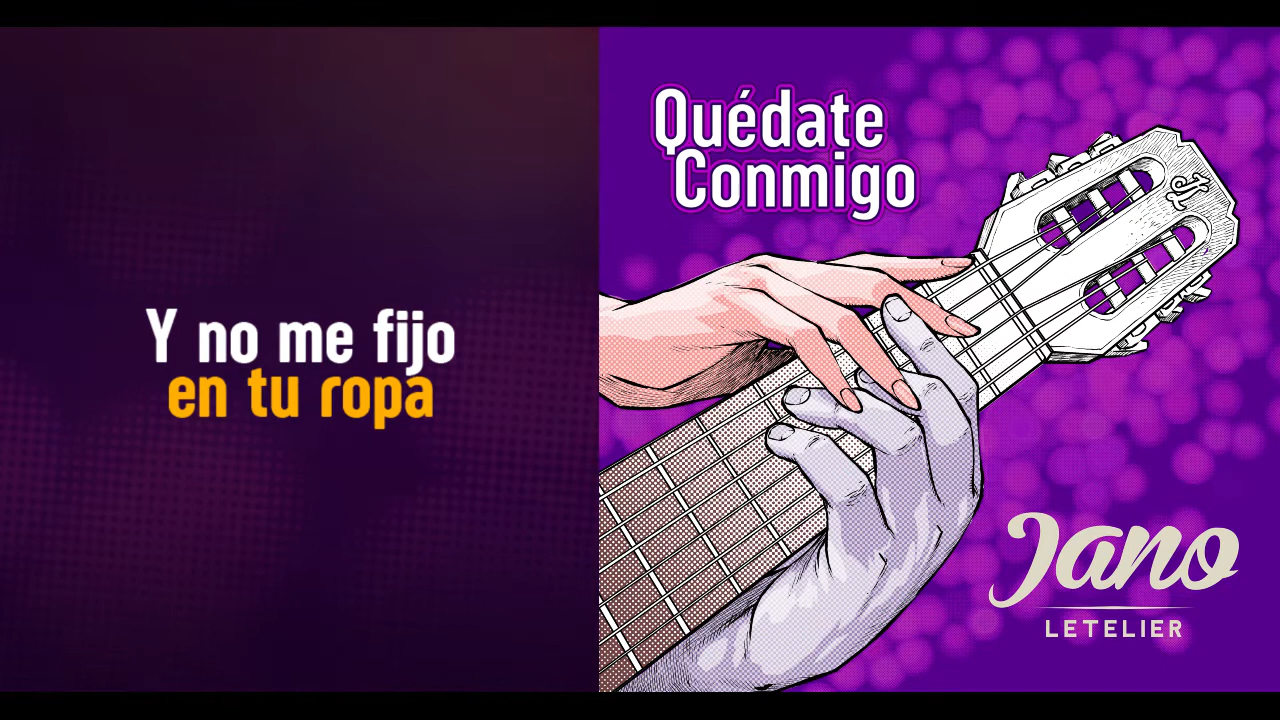 Y no me fijo
en tu ropa
Quédate
Conmigo
Jano
LETELIER